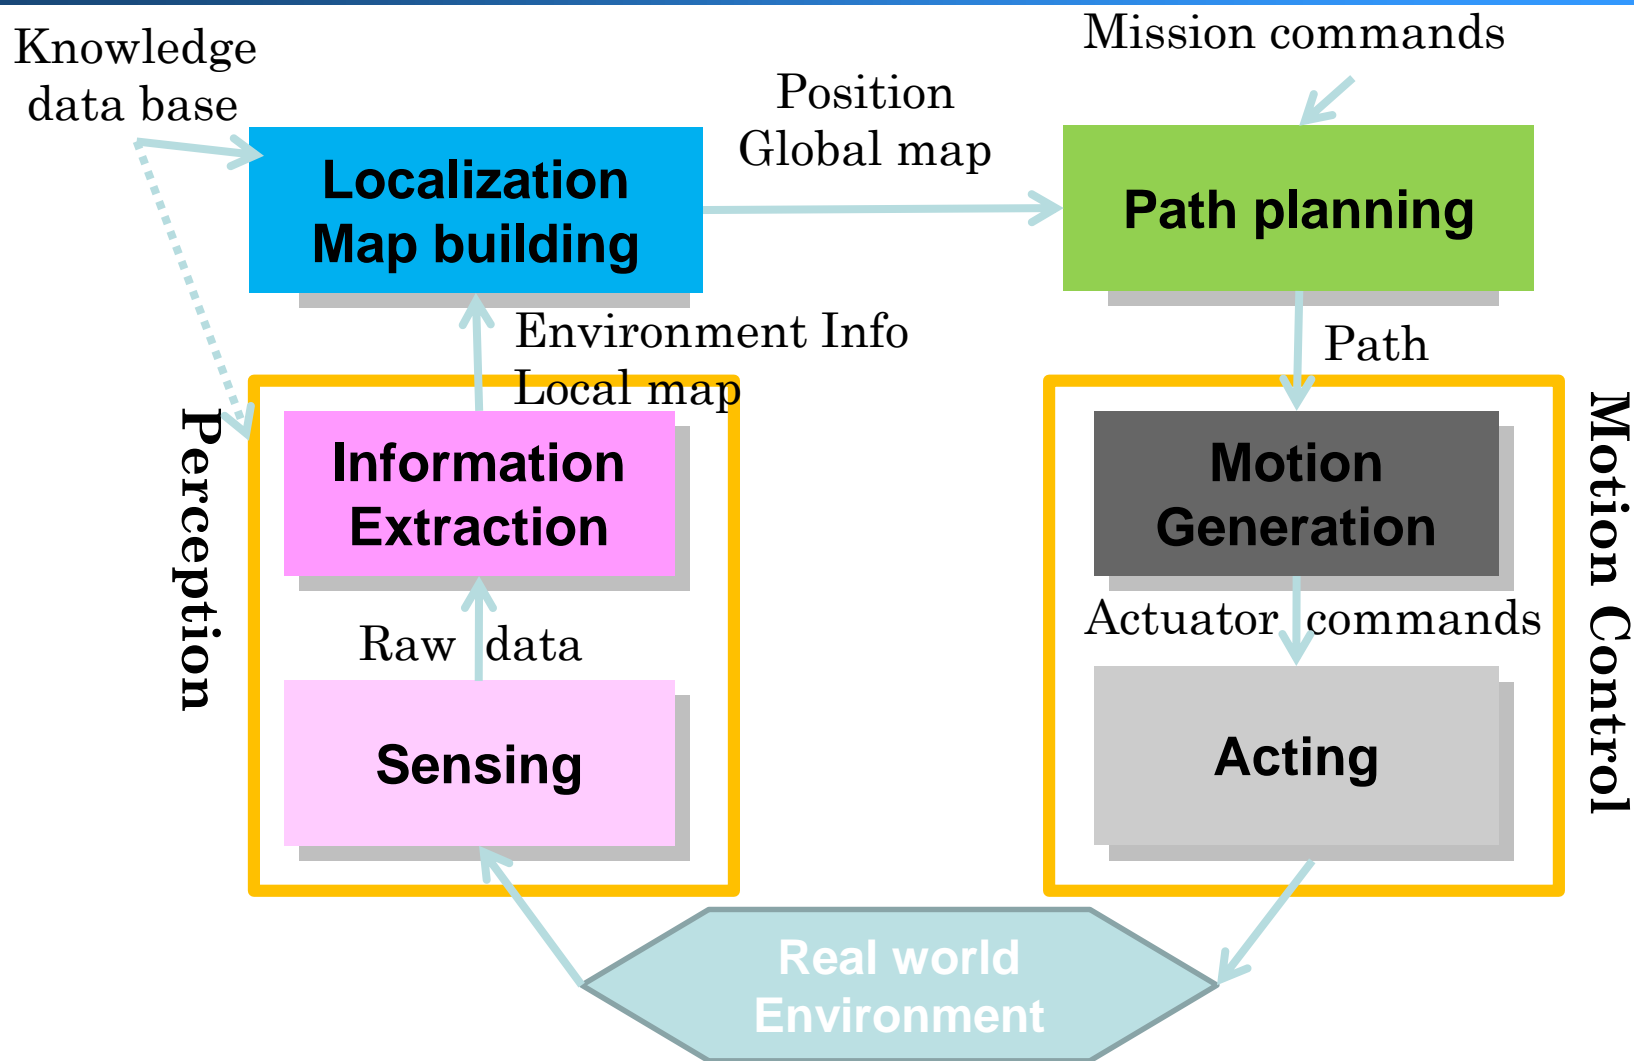 Knowledge
data base
Mission commands
Position
Global map
Localization
Map building
Path planning
Environment Info
Local map
Path
Perception
Information
Extraction
Motion
Generation
Motion Control
Raw data
Actuator commands
Sensing
Acting
Real world
Environment